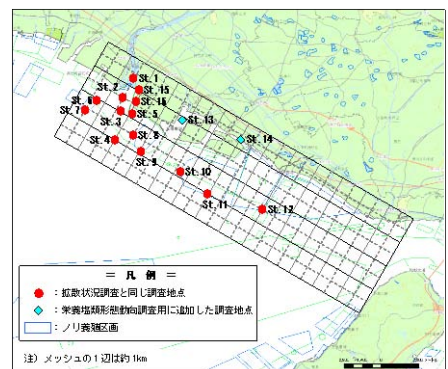 St. 1
St. 15
St. 2
St. 16
St. 6
St. 7
St. 3
St. 5
St. 13
St. 4
St. 8
St. 14
St. 9
St. 10
St. 11
St. 12
= 凡 例 =
:拡散状況調査と同じ調査地点
:栄養塩類形態動向調査用に追加した調査地点
:ノリ養殖区画
注) メッシュの1辺は約1km